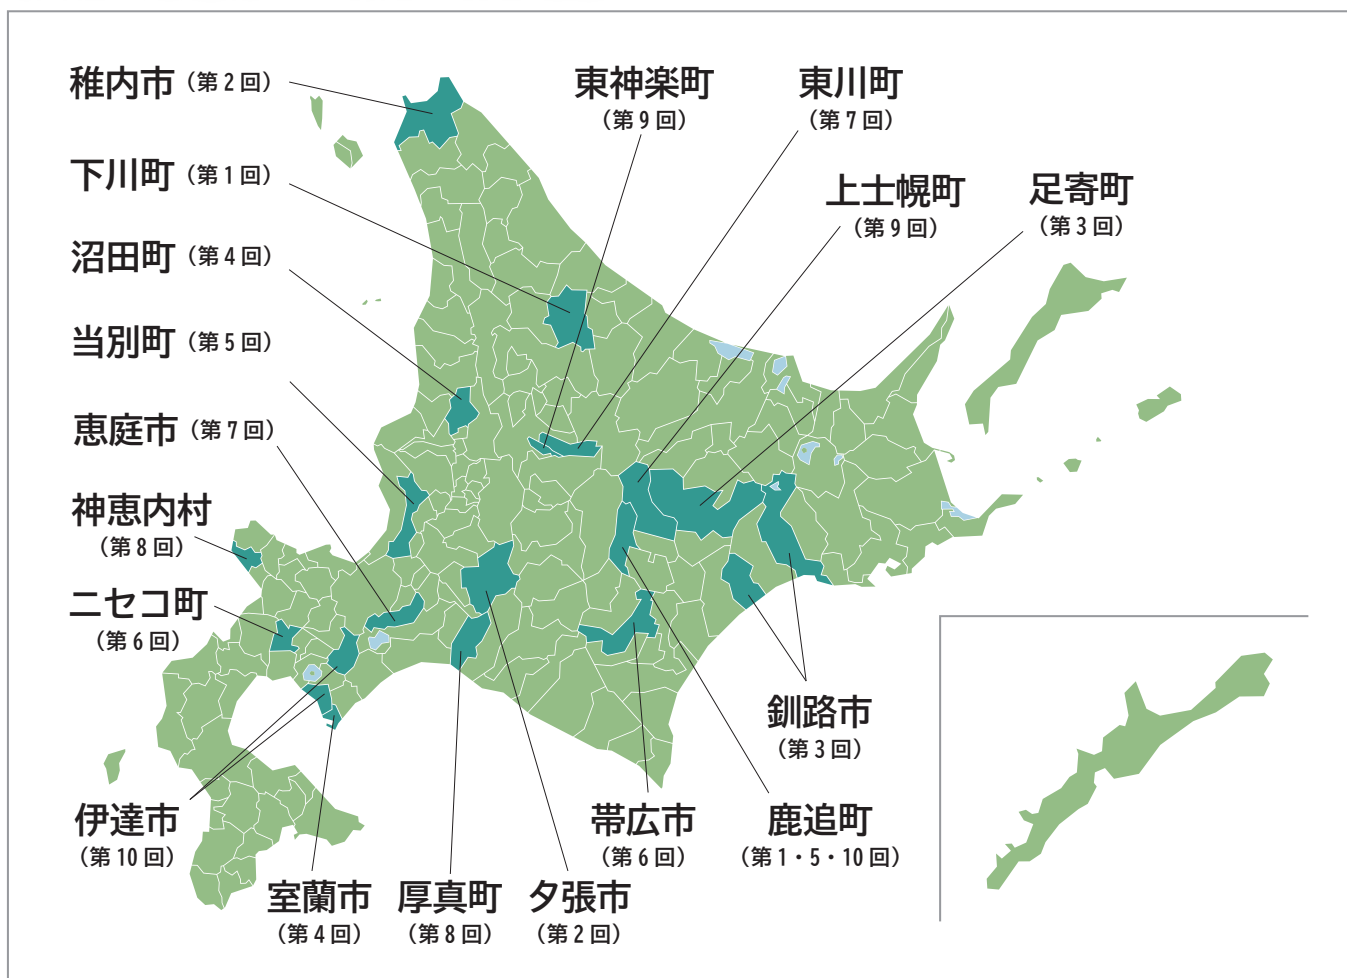 稚内市（第2回）
東神楽町
（第9回）
東川町
（第7回）
下川町（第1回）
上士幌町
（第9回）
足寄町
（第3回）
沼田町（第4回）
当別町（第5回）
恵庭市（第7回）
神恵内村
（第8回）
ニセコ町
（第6回）
釧路市
（第3回）
伊達市
（第10回）
帯広市
（第6回）
鹿追町
（第1・5・10回）
室蘭市
（第4回）
厚真町
（第8回）
夕張市
（第2回）